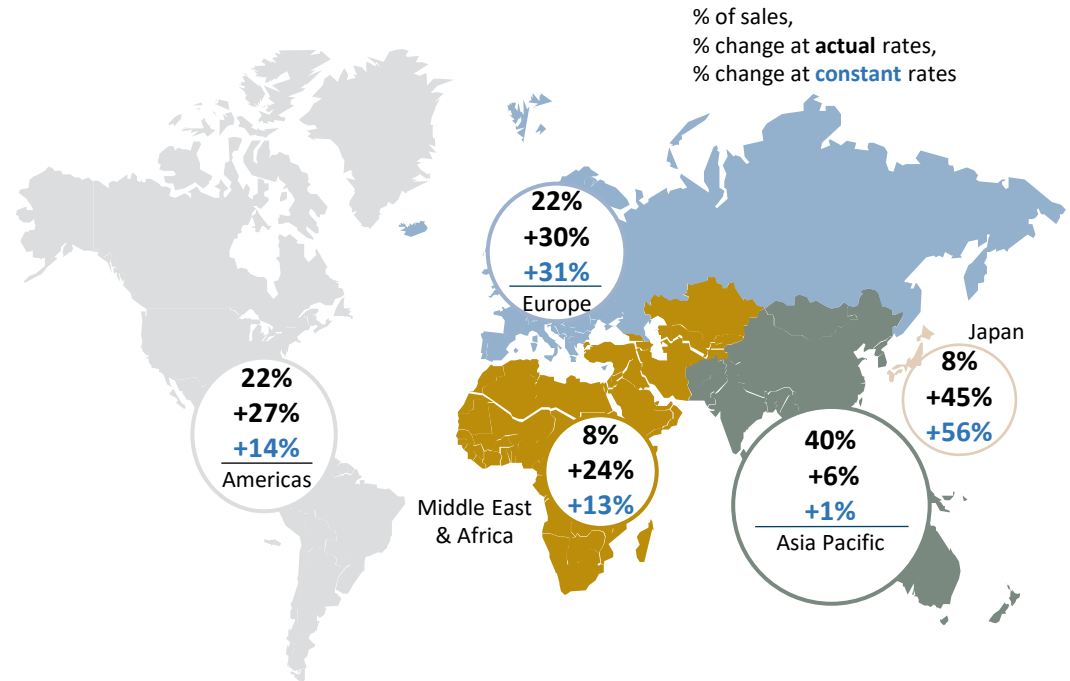 % of sales,
% change at actual rates,
% change at constant rates
22%
+30%
+31%
Europe
Japan
8%
+45%
+56%
22%
+27%
+14%
Americas
8%
+24%
+13%
Middle East
& Africa
40%
+6%
+1%
Asia Pacific